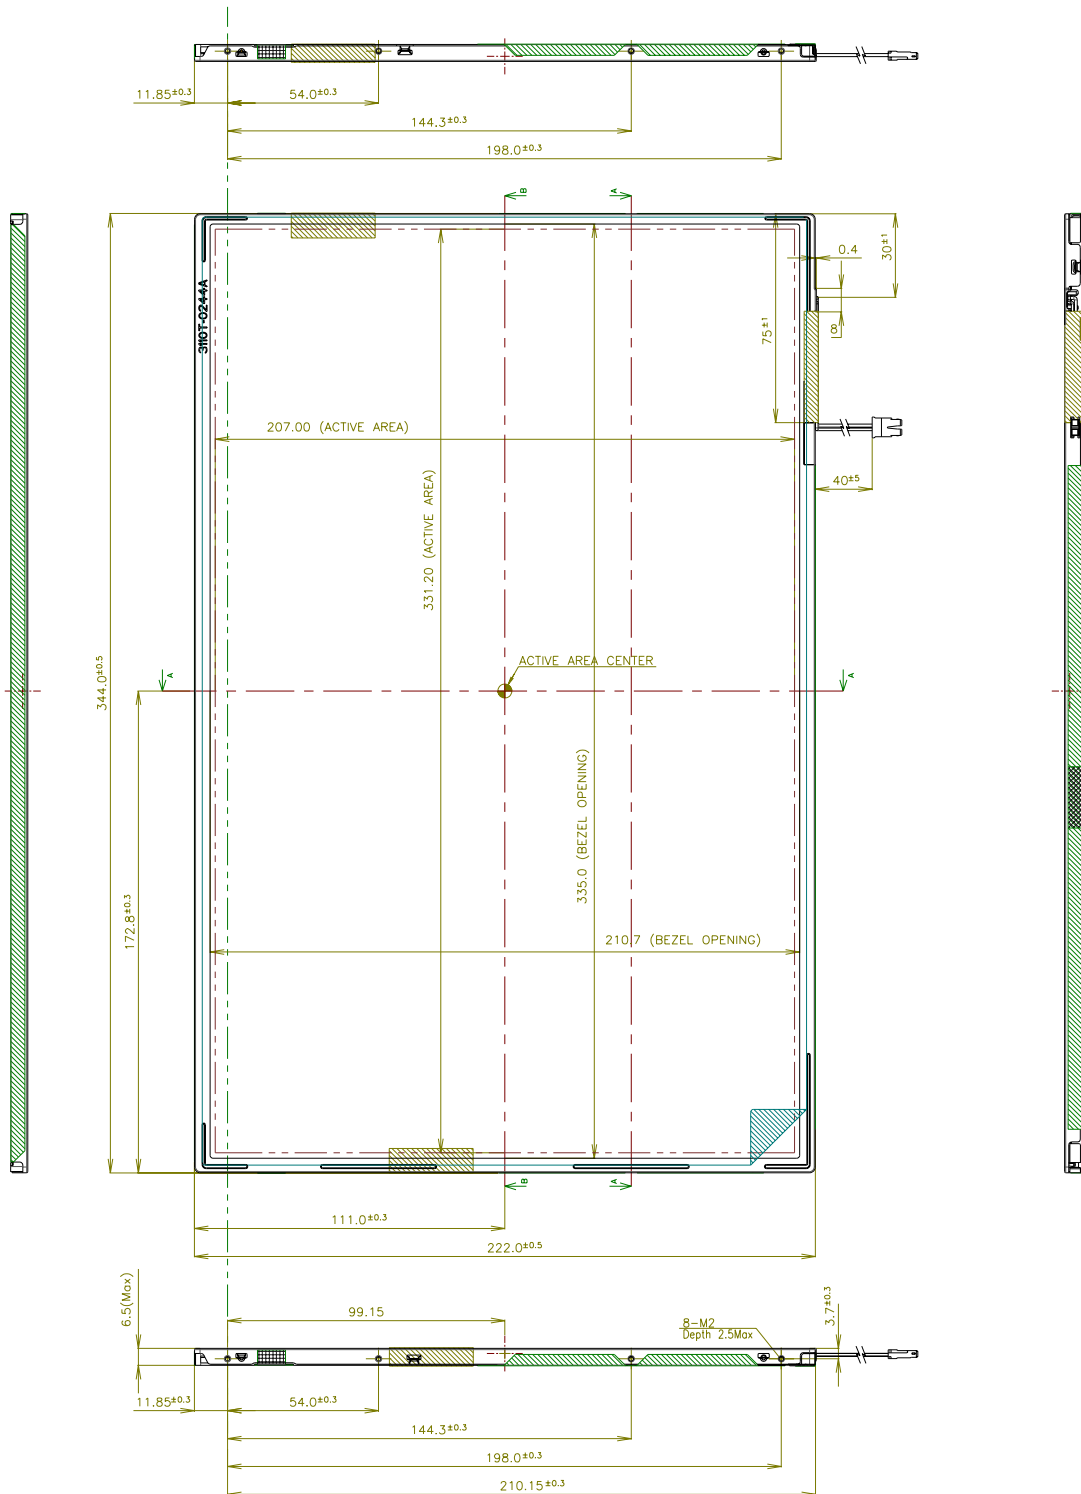 11.85±0.3
54.0±0.3
144.3±0.3
198.0±0.3
B
A
0.4
30±1
75±1
8
3110T-0244A
207.00 (ACTIVE AREA)
331.20 (ACTIVE AREA)
40±5
344.0±0.5
A
ACTIVE AREA CENTER
A
335.0 (BEZEL OPENING)
172.8±0.3
210.7 (BEZEL OPENING)
B
A
111.0±0.3
222.0±0.5
6.5(Max)
99.15
8-M2
Depth 2.5Max
3.7±0.3
11.85±0.3
54.0±0.3
144.3±0.3
198.0±0.3
210.15±0.3